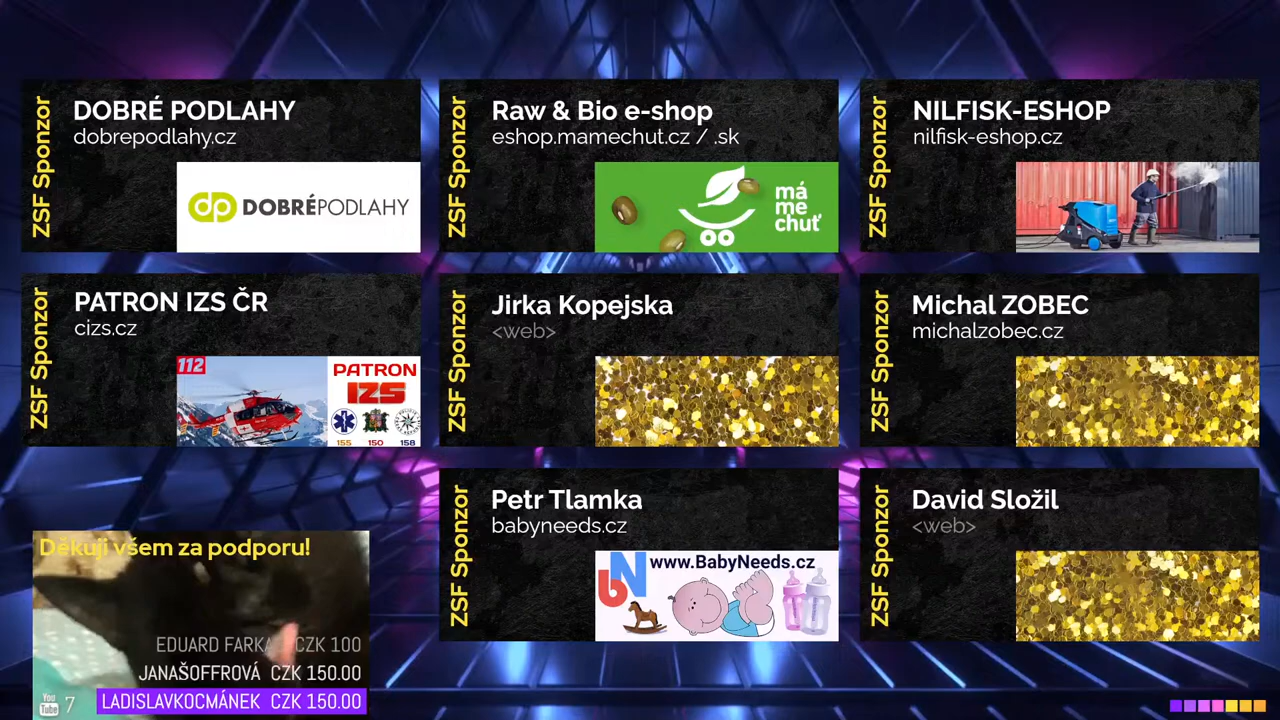 ZSF Sponzor
DOBRÉ PODLAHY
dobrepodlahy.cz
dp DOBRÉPODLAHY
ZSF Sponzor
Raw & Bio e-shop
eshop.mamechut.cz / .sk
má
me
chuť
ZSF Sponzor
NILFISK-ESHOP
nilfisk-eshop.cz
ZSF Sponzor
PATRON IZS ČR
cizs.cz
112
PATRON
IZS
155 150 158
ZSF Sponzor
Jirka Kopejska
<web>
ZSF Sponzor
Michal ZOBEC
michalzobec.cz
ZSF Sponzor
Petr Tlamka
babyneeds.cz
bN www.BabyNeeds.cz
ZSF Sponzor
David Složil
<web>
Děkuji všem za podporu!
EDUARD FARKA CZK 100
JANAŠOFFROVÁ CZK 150.00
LADISLAVKOCMÁNEK CZK 150.00
You
Tube 7